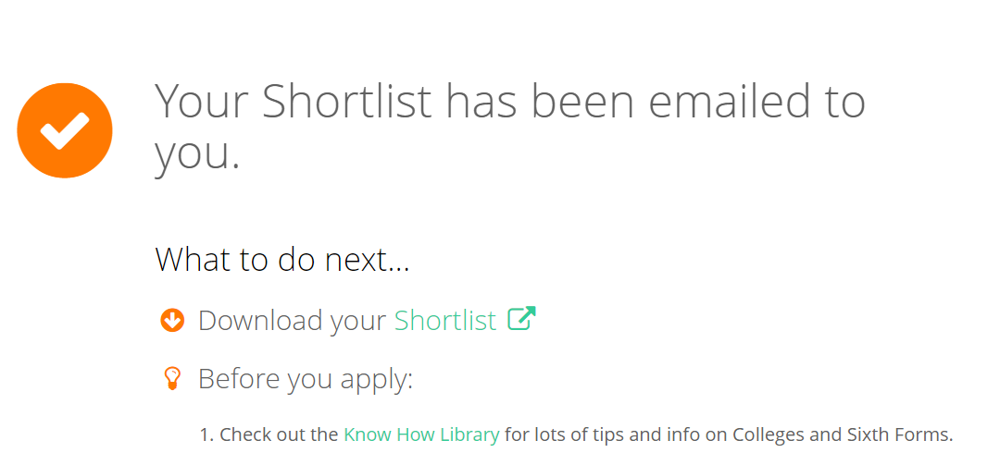 Your Shortlist has been emailed to
you.
What to do next...
Download your Shortlist
Before you apply:
1. Check out the Know How Library for lots of tips and info on Colleges and Sixth Forms.